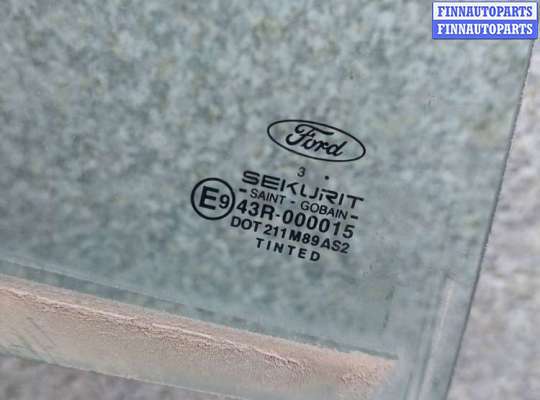 FINNAUTOPARTS
FINNAUTOPARTS
Ford
3 .
SEKURIT
- SAINT - GOBAIN -
E9 43R-000015
DOT 211 M89 AS2
TINTED